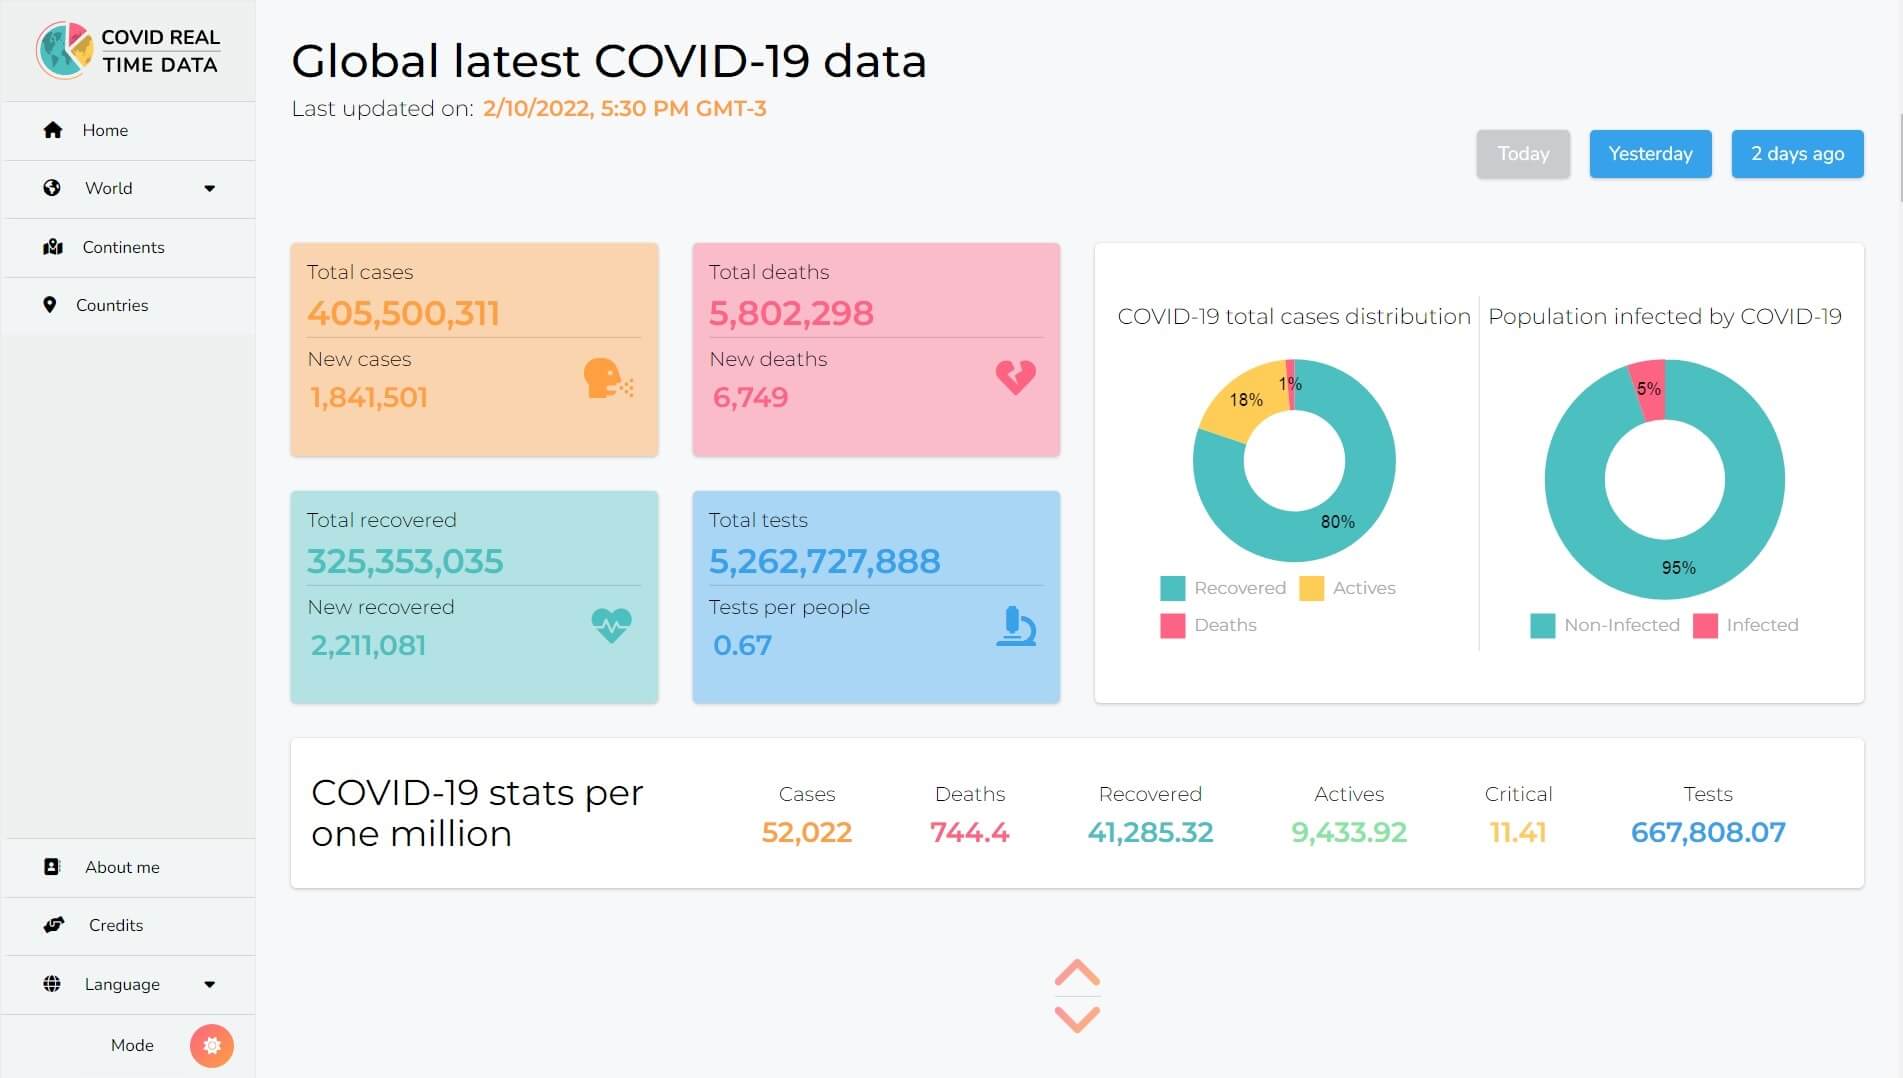 COVID REAL
TIME DATA
Home
World
Continents
Countries
About me
Credits
Language
Mode
Global latest COVID-19 data
Last updated on: 2/10/2022, 5:30 PM GMT-3
Today Yesterday 2 days ago
Total cases
405,500,311
New cases
1,841,501
Total deaths
5,802,298
New deaths
6,749
Total recovered
325,353,035
New recovered
2,211,081
Total tests
5,262,727,888
Tests per people
0.67
COVID-19 total cases distribution
1%
18%
80%
Recovered Actives
Deaths
Population infected by COVID-19
5%
95%
Non-Infected Infected
COVID-19 stats per
one million
Cases
52,022
Deaths
744.4
Recovered
41,285.32
Actives
9,433.92
Critical
11.41
Tests
667,808.07